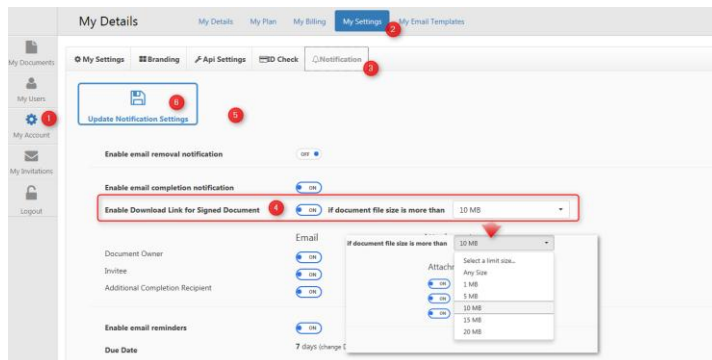 My Details
My Details My Plan My Billing My Settings My Email Templates
2
My Documents
My Users
1
My Account
My Invitations
Logout
My Settings Branding Api Settings ID Check Notification
3
6
Update Notification Settings
5
Enable email removal notification OFF
Enable email completion notification ON
Enable Download Link for Signed Document 4 ON if document file size is more than 10 MB
Email
Document Owner ON
Invitee ON
Additional Completion Recipient ON
if document file size is more than 10 MB
Select a limit size...
Any Size
1 MB
5 MB
10 MB
15 MB
20 MB
Attachm
ON
ON
ON
Enable email reminders ON
Due Date 7 days (change